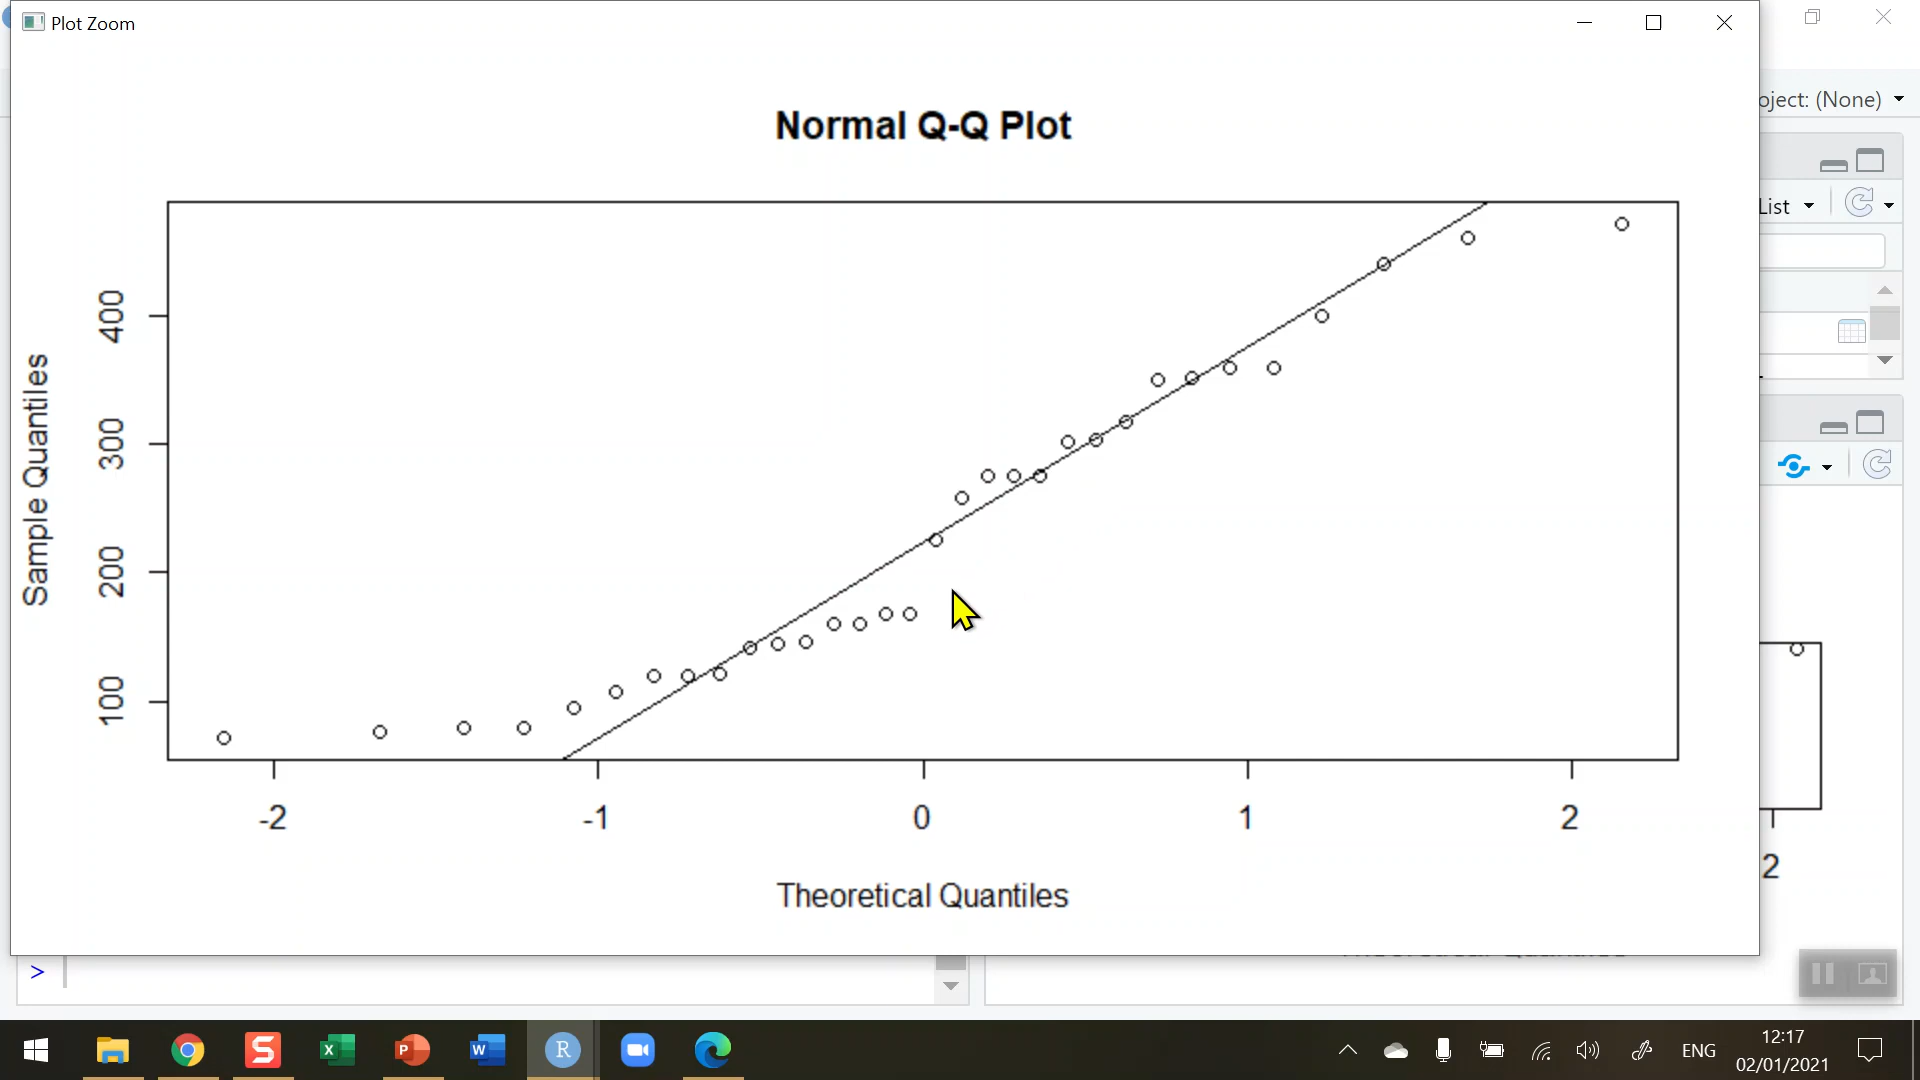 Plot Zoom
oject: (None)
Normal Q-Q Plot
List
400
300
200
100
Sample Quantiles
-2
-1
0
1
2
2
Theoretical Quantiles
>
S
X
P
W
R
ENG
12:17
02/01/2021